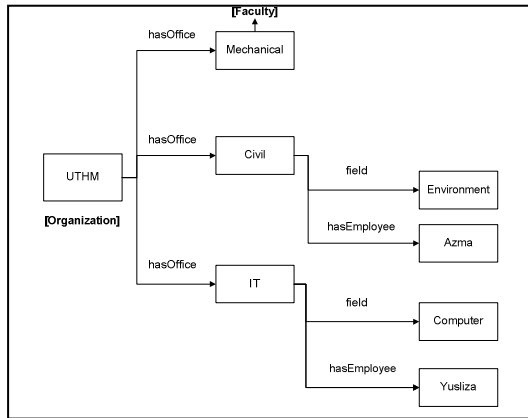 [Faculty]
hasOffice
Mechanical
hasOffice
Civil
UTHM
field
Environment
[Organization]
hasEmployee
Azma
hasOffice
IT
field
Computer
hasEmployee
Yusliza